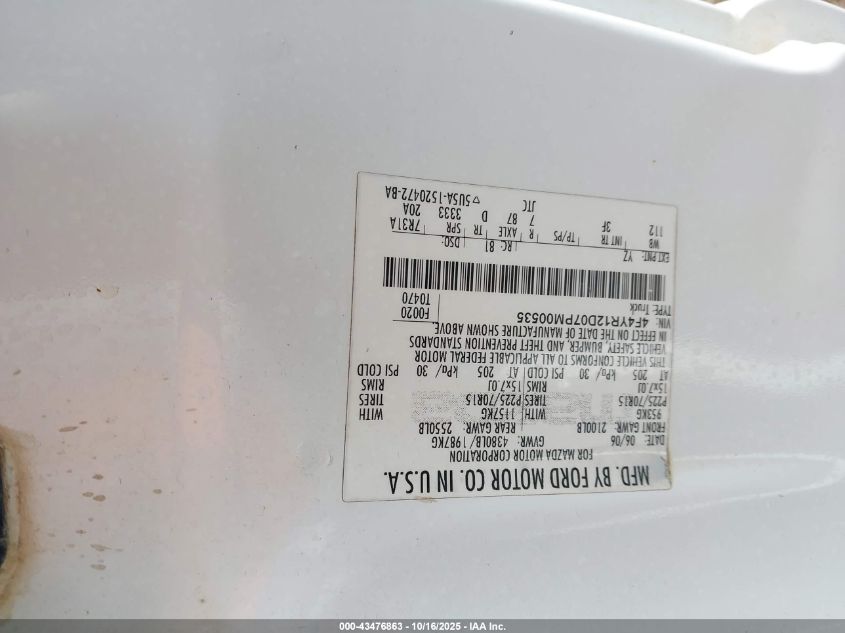 MFD. BY FORD MOTOR CO. IN U.S.A.
FOR MAZDA MOTOR CORPORATION
DATE: 06/06 GVWR: 4380LB/1987KG
FRONT GAWR: 2100LB REAR GAWR: 2550LB
953KG WITH 1157KG WITH
P225/70R15 TIRES P225/70R15 TIRES
15x7.0J RIMS 15x7.0J RIMS
AT 205 kPa/ 30 PSI COLD AT 205 kPa/ 30 PSI COLD
THIS VEHICLE CONFORMS TO ALL APPLICABLE FEDERAL MOTOR
VEHICLE SAFETY, BUMPER, AND THEFT PREVENTION STANDARDS
IN EFFECT ON THE DATE OF MANUFACTURE SHOWN ABOVE.
VIN: 4F4YR12D07PM00535 F0020
TYPE: Truck T0470
EXT PNT: YZ RC: 81 DSO:
WB INT TR TP/PS R AXLE TR SPR 7R31A
112 3F 7 87 D 3333 20A
JTC ▽5U5A-1520472-BA
000-43476863 - 10/16/2025 - IAA Inc.